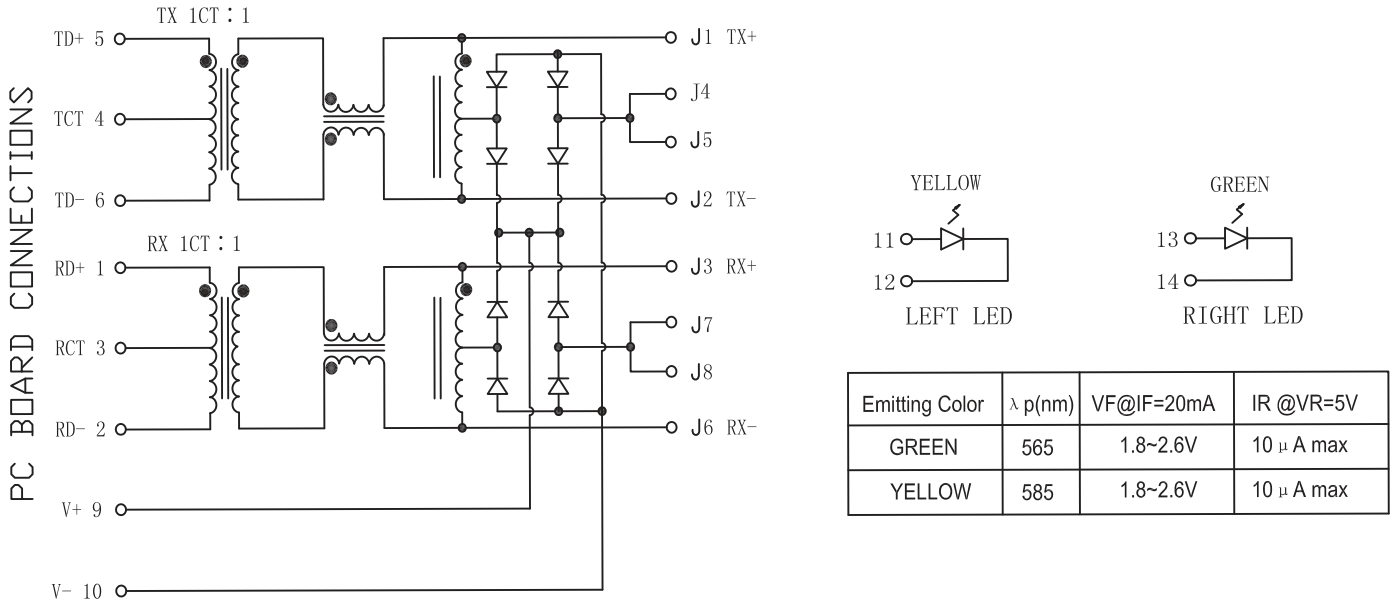 PC BOARD CONNECTIONS
TX 1CT：1
TD+ 5
TCT 4
TD- 6
J1 TX+
J4
J5
J2 TX-
RX 1CT：1
RD+ 1
RCT 3
RD- 2
J3 RX+
J7
J8
J6 RX-
V+ 9
V- 10
YELLOW
11
12
LEFT LED
GREEN
13
14
RIGHT LED
Emitting Color λ p(nm) VF@IF=20mA IR @VR=5V
GREEN 565 1.8~2.6V 10 μ A max
YELLOW 585 1.8~2.6V 10 μ A max